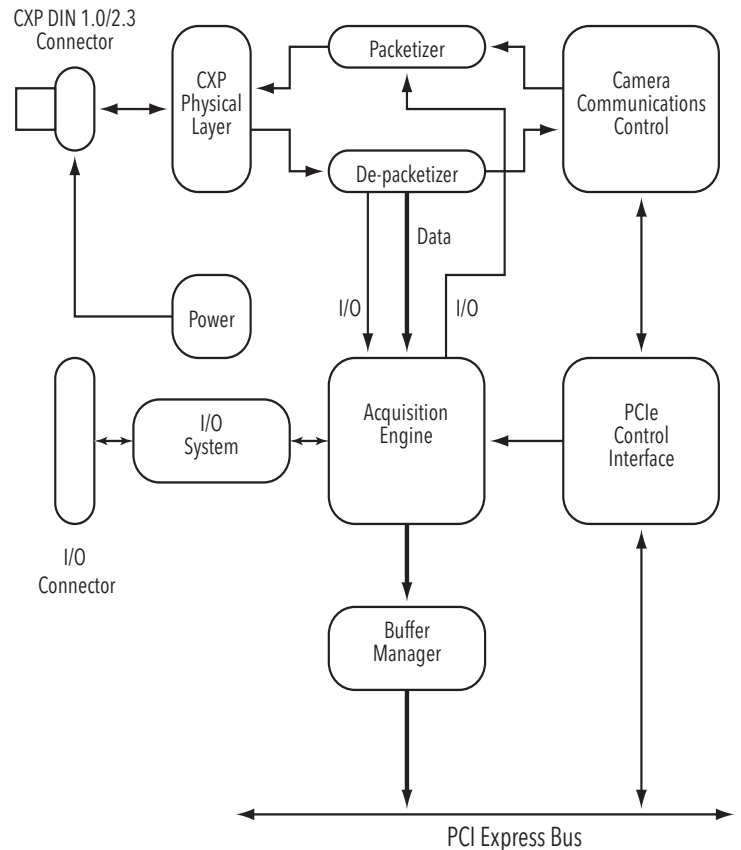 CXP DIN 1.0/2.3
Connector
CXP
Physical
Layer
Packetizer
Camera
Communications
Control
De-packetizer
Data
Power
I/O
I/O
I/O
System
Acquisition
Engine
PCIe
Control
Interface
I/O
Connector
Buffer
Manager
PCI Express Bus